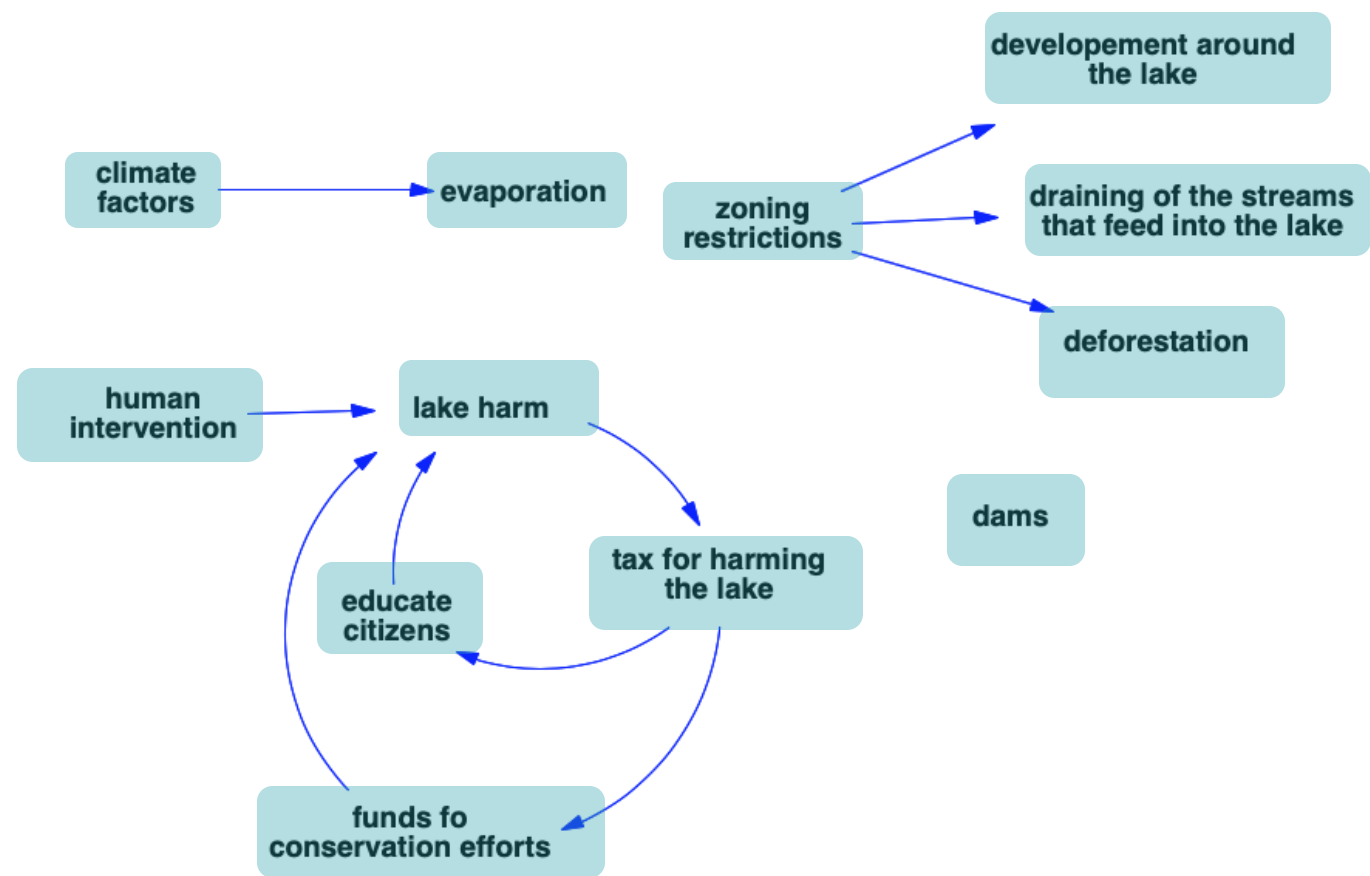 developement around
the lake
climate
factors
evaporation
zoning
restrictions
draining of the streams
that feed into the lake
deforestation
human
intervention
lake harm
dams
tax for harming
the lake
educate
citizens
funds fo
conservation efforts